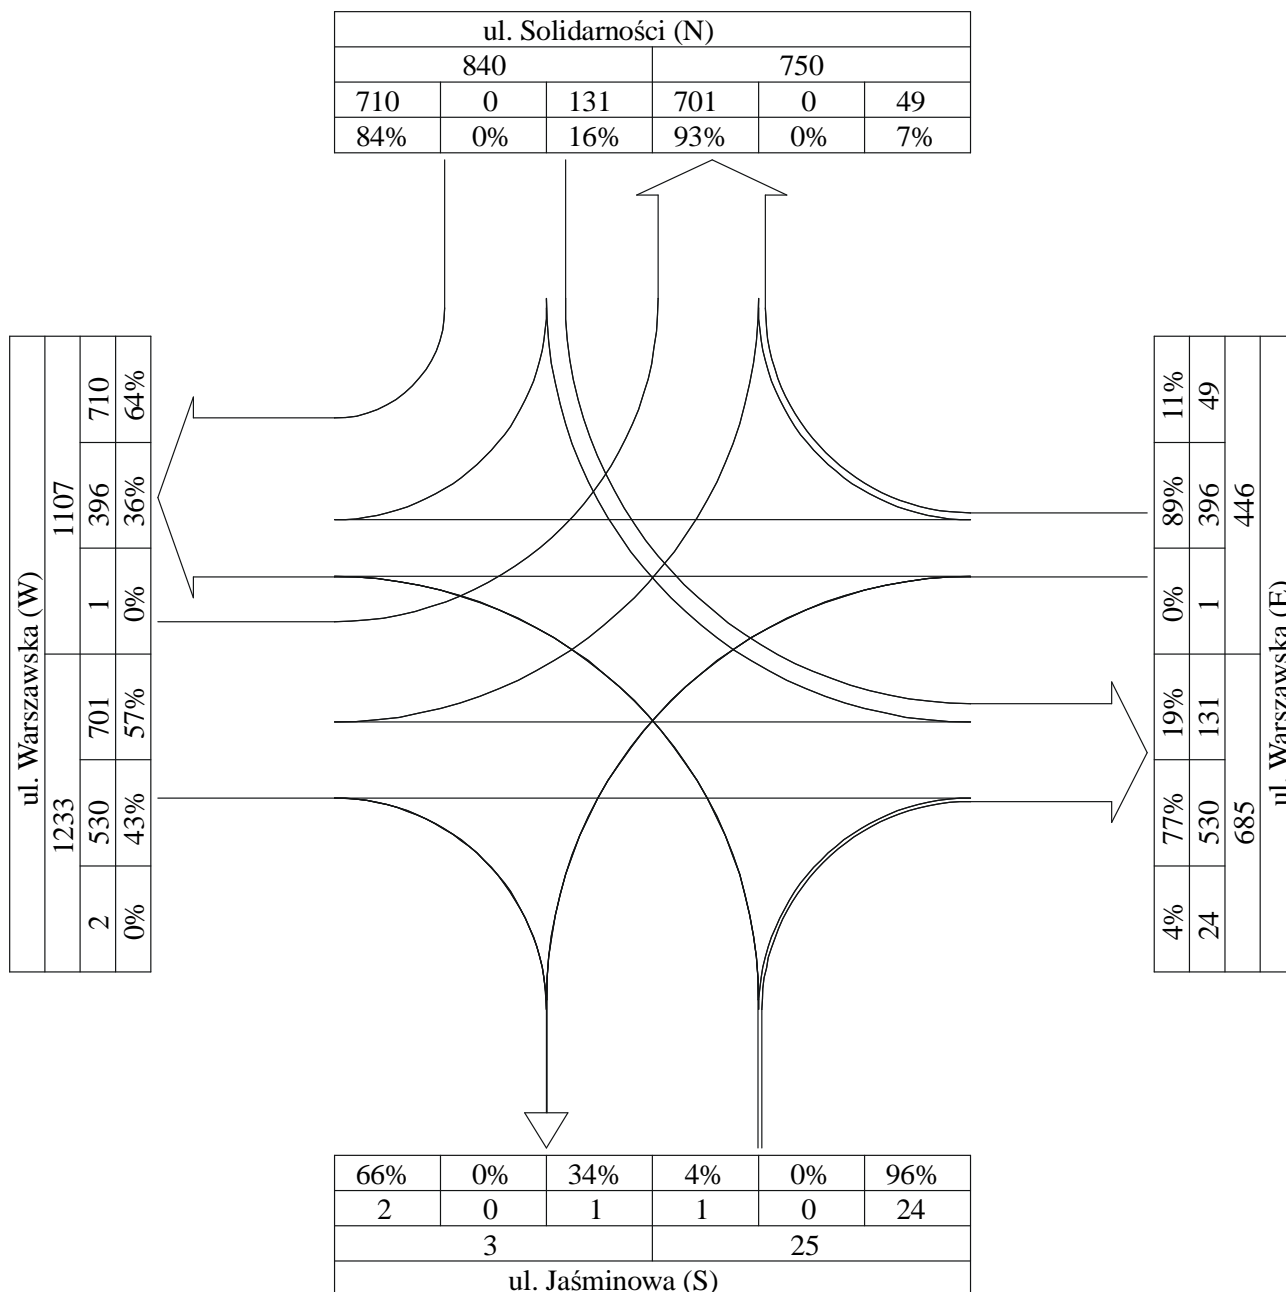 ul. Solidarności (N)
840 750
710 0 131 701 0 49
84% 0% 16% 93% 0% 7%
ul. Warszawska (W)
1107 1233
710 396 1 701 530 2
64% 36% 0% 57% 43% 0%
11% 89% 0% 19% 77% 4%
49 396 1 131 530 24
446 685
ul. Warszawska (E)
66% 0% 34% 4% 0% 96%
2 0 1 1 0 24
3 25
ul. Jaśminowa (S)